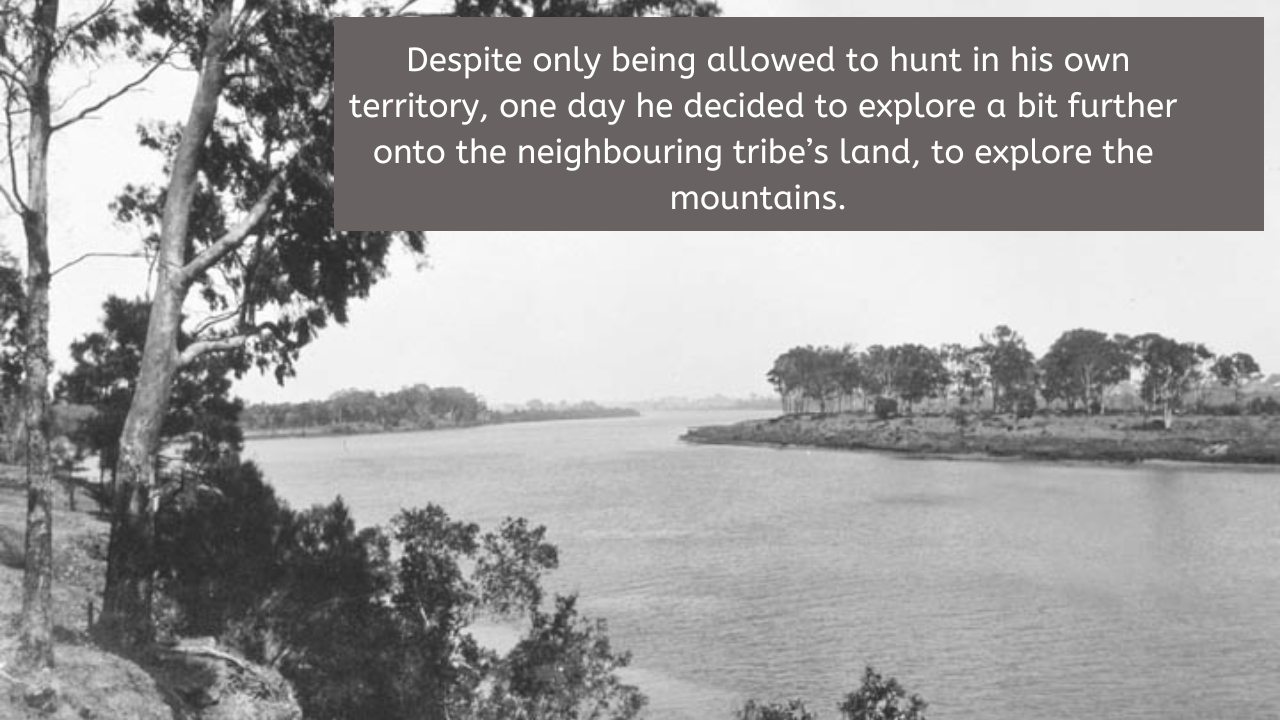 Despite only being allowed to hunt in his own
territory, one day he decided to explore a bit further
onto the neighbouring tribe’s land, to explore the
mountains.